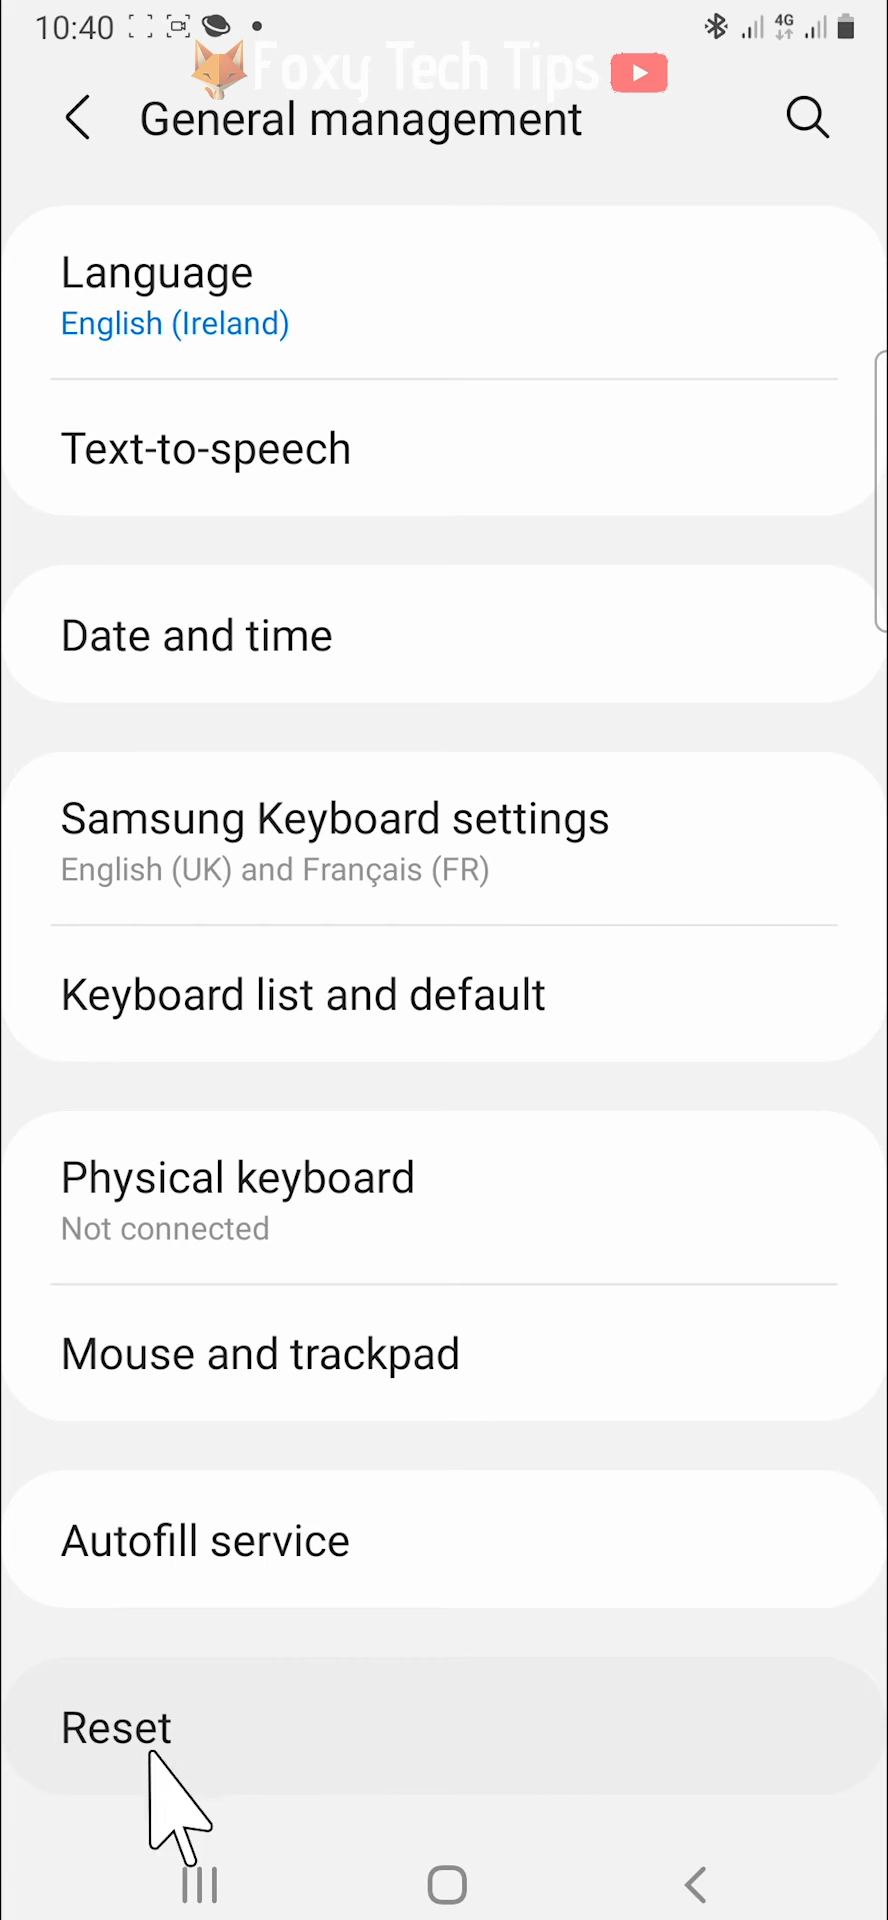 10:40
4G
Foxy Tech Tips
General management
Language
English (Ireland)
Text-to-speech
Date and time
Samsung Keyboard settings
English (UK) and Français (FR)
Keyboard list and default
Physical keyboard
Not connected
Mouse and trackpad
Autofill service
Reset